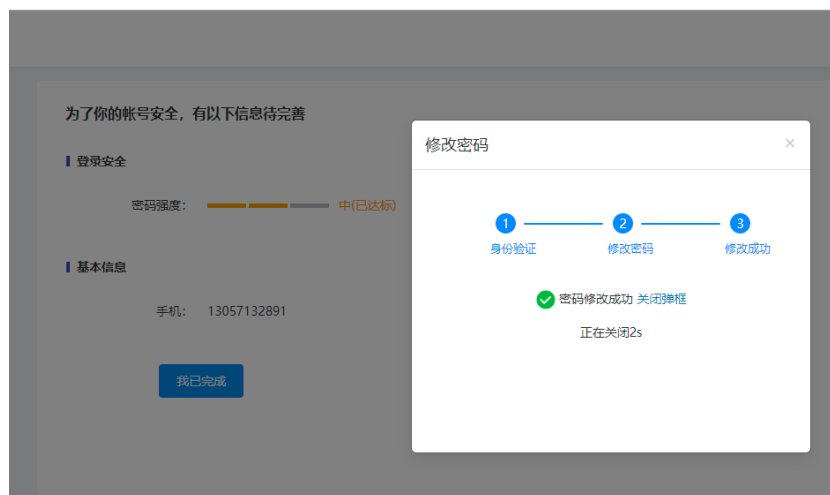 为了你的帐号安全，有以下信息待完善
登录安全
密码强度： 中(已达标)
基本信息
手机： 13057132891
我已完成
修改密码 ×
1 2 3
身份验证 修改密码 修改成功
密码修改成功 关闭弹框
正在关闭2s